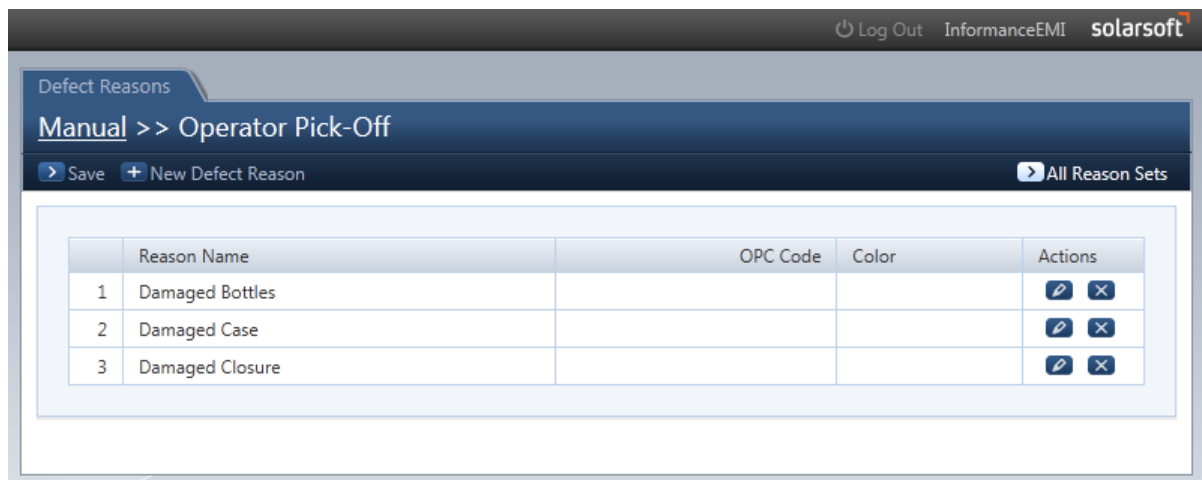 Log Out InformanceEMI solarsoft
Defect Reasons
Manual >> Operator Pick-Off
Save New Defect Reason All Reason Sets
Reason Name OPC Code Color Actions
1 Damaged Bottles
2 Damaged Case
3 Damaged Closure